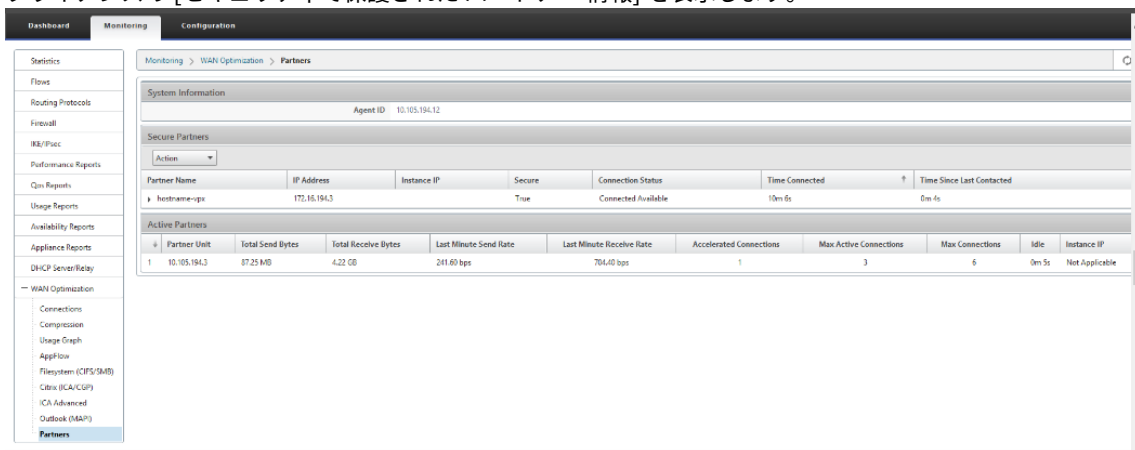 Dashboard Monitoring Configuration
Statistics
Flows
Routing Protocols
Firewall
IKE/IPsec
Performance Reports
Qos Reports
Usage Reports
Availability Reports
Appliance Reports
DHCP Server/Relay
WAN Optimization
Connections
Compression
Usage Graph
AppFlow
Filesystem (CIFS/SMB)
Citrix (ICA/CGP)
ICA Advanced
Outlook (MAPI)
Partners
Monitoring > WAN Optimization > Partners
System Information
Agent ID 10.105.194.12
Secure Partners
Action
Partner Name IP Address Instance IP Secure Connection Status Time Connected Time Since Last Contacted
hostname-vpx 172.16.194.3 True Connected Available 10m 6s 0m 4s
Active Partners
Partner Unit Total Send Bytes Total Receive Bytes Last Minute Send Rate Last Minute Receive Rate Accelerated Connections Max Active Connections Max Connections Idle Instance IP
1 10.105.194.3 87.25 MB 4.22 GB 241.60 bps 704.40 bps 1 3 6 0m 5s Not Applicable